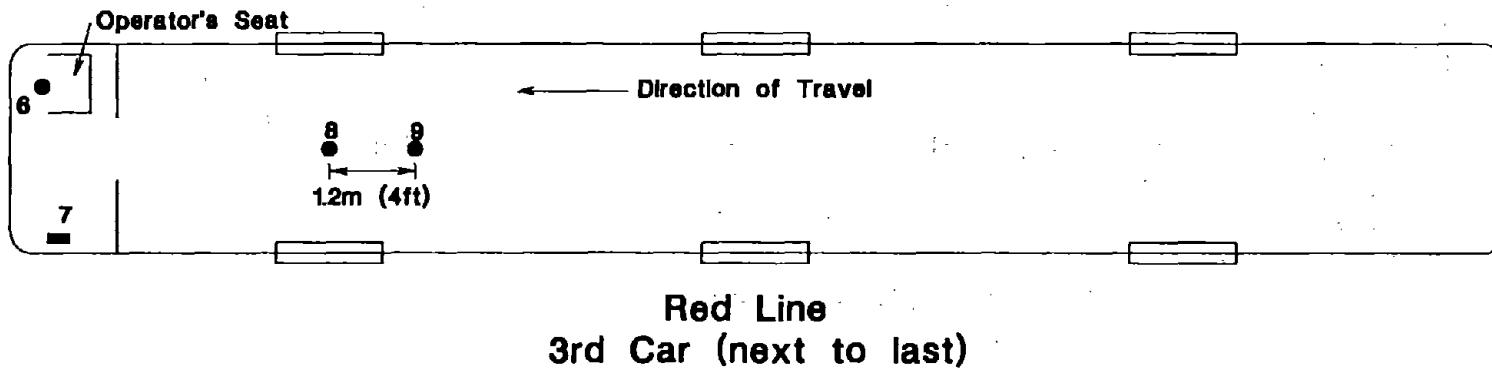 Operator's Seat
6
Direction of Travel
8 9
1.2m (4ft)
7
Red Line
3rd Car (next to last)